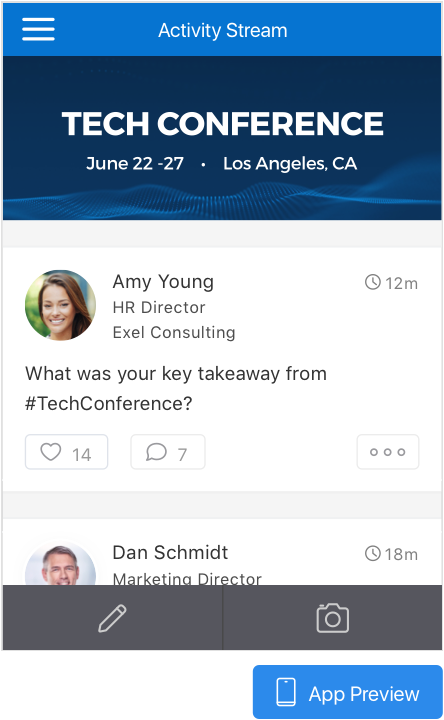 Activity Stream
TECH CONFERENCE
June 22 -27 • Los Angeles, CA
Amy Young
12m
HR Director
Exel Consulting
What was your key takeaway from
#TechConference?
14
7
Dan Schmidt
18m
Marketing Director
App Preview